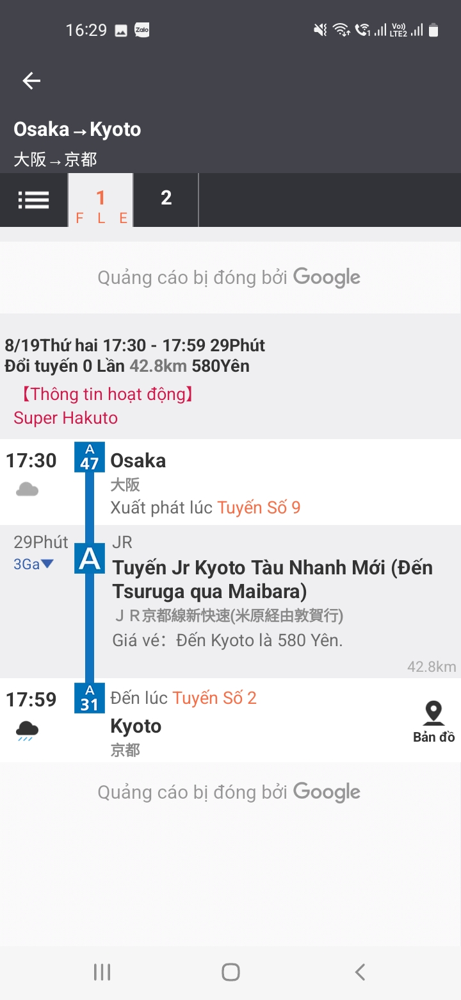 16:29 Zalo 1 Vo)) LTE2
Osaka→Kyoto
大阪→京都
1
F L E
2
Quảng cáo bị đóng bởi Google
8/19Thứ hai 17:30 - 17:59 29Phút
Đổi tuyến 0 Lần 42.8km 580Yên
【Thông tin hoạt động】
Super Hakuto
17:30
A
47
Osaka
大阪
Xuất phát lúc Tuyến Số 9
29Phút
3Ga▼
A
JR
Tuyến Jr Kyoto Tàu Nhanh Mới (Đến
Tsuruga qua Maibara)
ＪＲ京都線新快速(米原経由敦賀行)
Giá vé：Đến Kyoto là 580 Yên.
42.8km
17:59
A
31
Đến lúc Tuyến Số 2
Kyoto
京都
Bản đồ
Quảng cáo bị đóng bởi Google